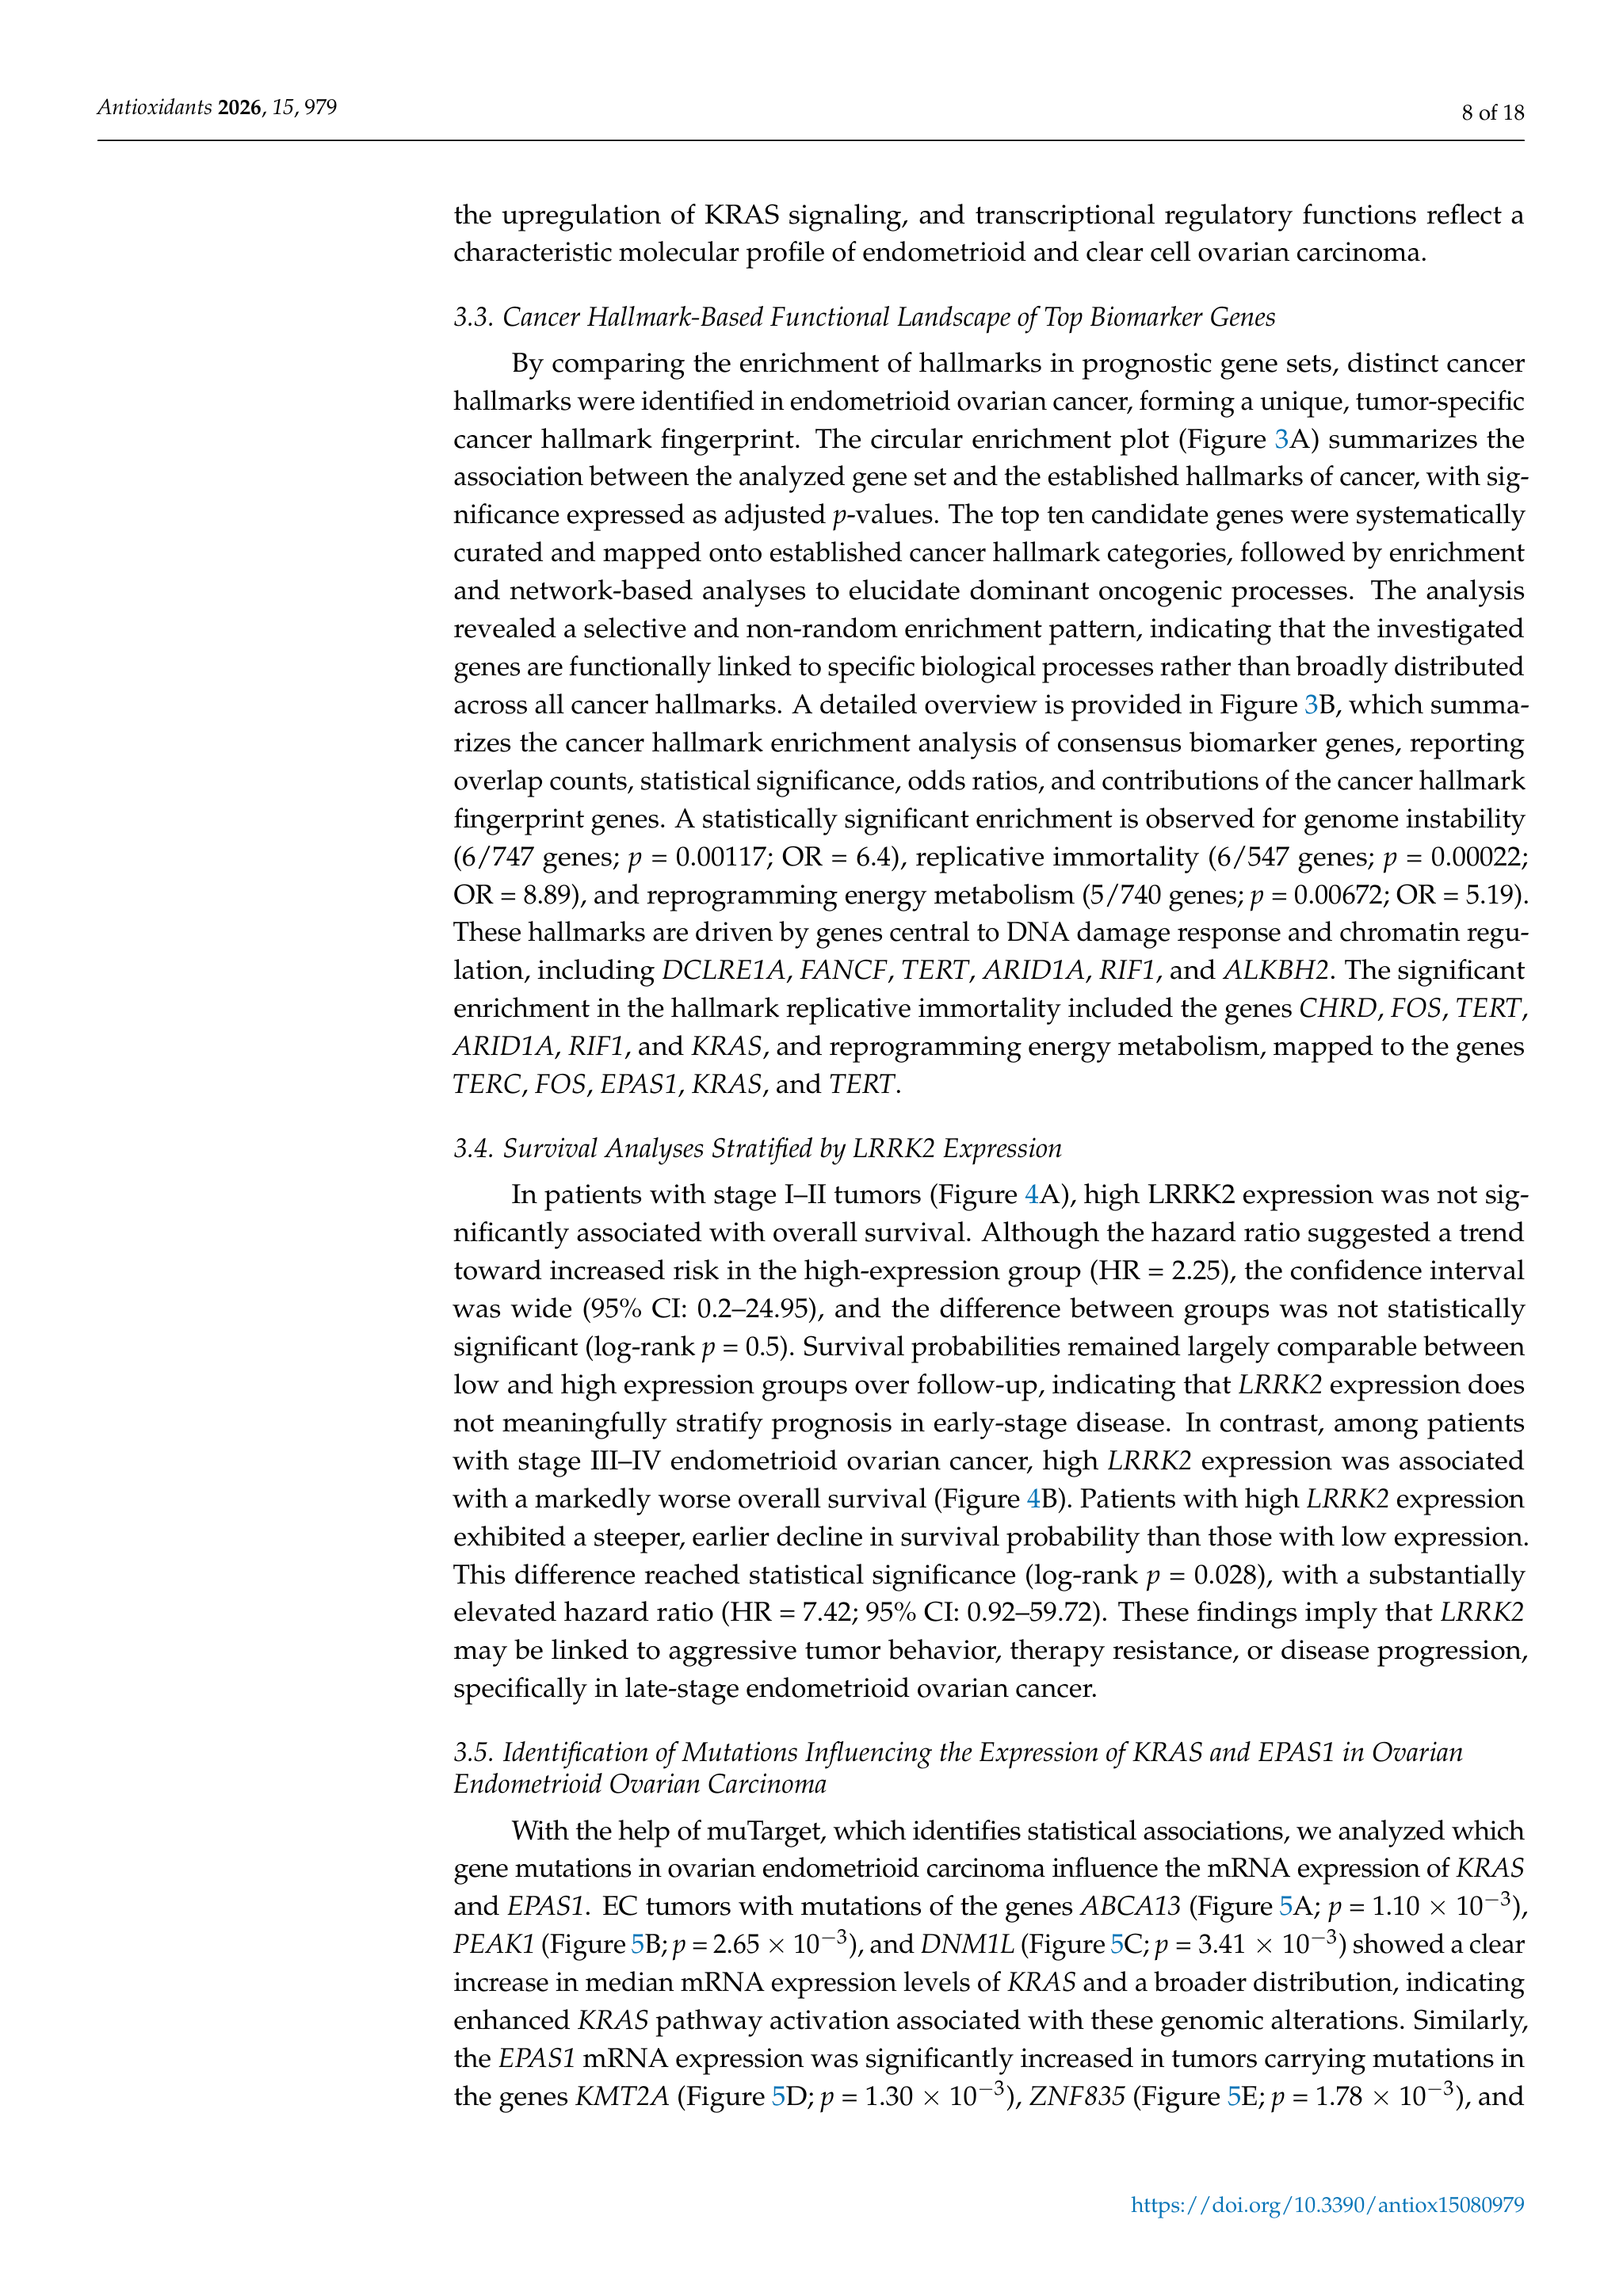 Antioxidants 2026, 15, 979
8 of 18
the upregulation of KRAS signaling, and transcriptional regulatory functions reflect a
characteristic molecular profile of endometrioid and clear cell ovarian carcinoma.
3.3. Cancer Hallmark-Based Functional Landscape of Top Biomarker Genes
By comparing the enrichment of hallmarks in prognostic gene sets, distinct cancer
hallmarks were identified in endometrioid ovarian cancer, forming a unique, tumor-specific
cancer hallmark fingerprint. The circular enrichment plot (Figure 3A) summarizes the
association between the analyzed gene set and the established hallmarks of cancer, with sig-
nificance expressed as adjusted p-values. The top ten candidate genes were systematically
curated and mapped onto established cancer hallmark categories, followed by enrichment
and network-based analyses to elucidate dominant oncogenic processes. The analysis
revealed a selective and non-random enrichment pattern, indicating that the investigated
genes are functionally linked to specific biological processes rather than broadly distributed
across all cancer hallmarks. A detailed overview is provided in Figure 3B, which summa-
rizes the cancer hallmark enrichment analysis of consensus biomarker genes, reporting
overlap counts, statistical significance, odds ratios, and contributions of the cancer hallmark
fingerprint genes. A statistically significant enrichment is observed for genome instability
(6/747 genes; p = 0.00117; OR = 6.4), replicative immortality (6/547 genes; p = 0.00022;
OR = 8.89), and reprogramming energy metabolism (5/740 genes; p = 0.00672; OR = 5.19).
These hallmarks are driven by genes central to DNA damage response and chromatin regu-
lation, including DCLRE1A, FANCF, TERT, ARID1A, RIF1, and ALKBH2. The significant
enrichment in the hallmark replicative immortality included the genes CHRD, FOS, TERT,
ARID1A, RIF1, and KRAS, and reprogramming energy metabolism, mapped to the genes
TERC, FOS, EPAS1, KRAS, and TERT.
3.4. Survival Analyses Stratified by LRRK2 Expression
In patients with stage I–II tumors (Figure 4A), high LRRK2 expression was not sig-
nificantly associated with overall survival. Although the hazard ratio suggested a trend
toward increased risk in the high-expression group (HR = 2.25), the confidence interval
was wide (95% CI: 0.2–24.95), and the difference between groups was not statistically
significant (log-rank p = 0.5). Survival probabilities remained largely comparable between
low and high expression groups over follow-up, indicating that LRRK2 expression does
not meaningfully stratify prognosis in early-stage disease. In contrast, among patients
with stage III–IV endometrioid ovarian cancer, high LRRK2 expression was associated
with a markedly worse overall survival (Figure 4B). Patients with high LRRK2 expression
exhibited a steeper, earlier decline in survival probability than those with low expression.
This difference reached statistical significance (log-rank p = 0.028), with a substantially
elevated hazard ratio (HR = 7.42; 95% CI: 0.92–59.72). These findings imply that LRRK2
may be linked to aggressive tumor behavior, therapy resistance, or disease progression,
specifically in late-stage endometrioid ovarian cancer.
3.5. Identification of Mutations Influencing the Expression of KRAS and EPAS1 in Ovarian
Endometrioid Ovarian Carcinoma
With the help of muTarget, which identifies statistical associations, we analyzed which
gene mutations in ovarian endometrioid carcinoma influence the mRNA expression of KRAS
and EPAS1. EC tumors with mutations of the genes ABCA13 (Figure 5A; p = 1.10 × 10⁻³),
PEAK1 (Figure 5B; p = 2.65 × 10⁻³), and DNM1L (Figure 5C; p = 3.41 × 10⁻³) showed a clear
increase in median mRNA expression levels of KRAS and a broader distribution, indicating
enhanced KRAS pathway activation associated with these genomic alterations. Similarly,
the EPAS1 mRNA expression was significantly increased in tumors carrying mutations in
the genes KMT2A (Figure 5D; p = 1.30 × 10⁻³), ZNF835 (Figure 5E; p = 1.78 × 10⁻³), and
https://doi.org/10.3390/antiox15080979